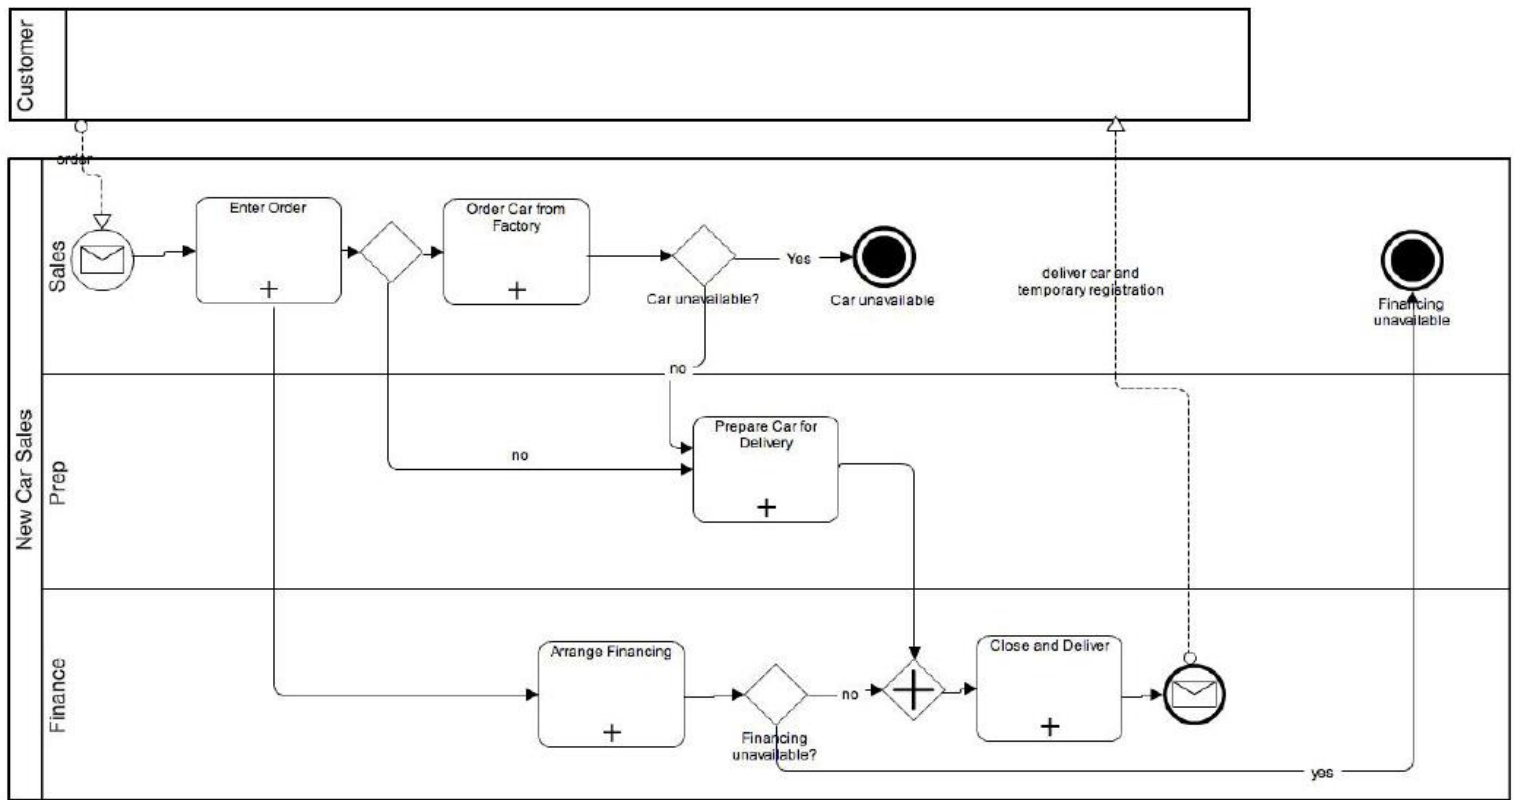 Customer
order
New Car Sales
Sales
Enter Order
Order Car from
Factory
Car unavailable?
Yes
Car unavailable
deliver car and
temporary registration
Financing
unavailable
no
Prep
no
Prepare Car for
Delivery
Finance
Arrange Financing
Financing
unavailable?
no
Close and Deliver
yes